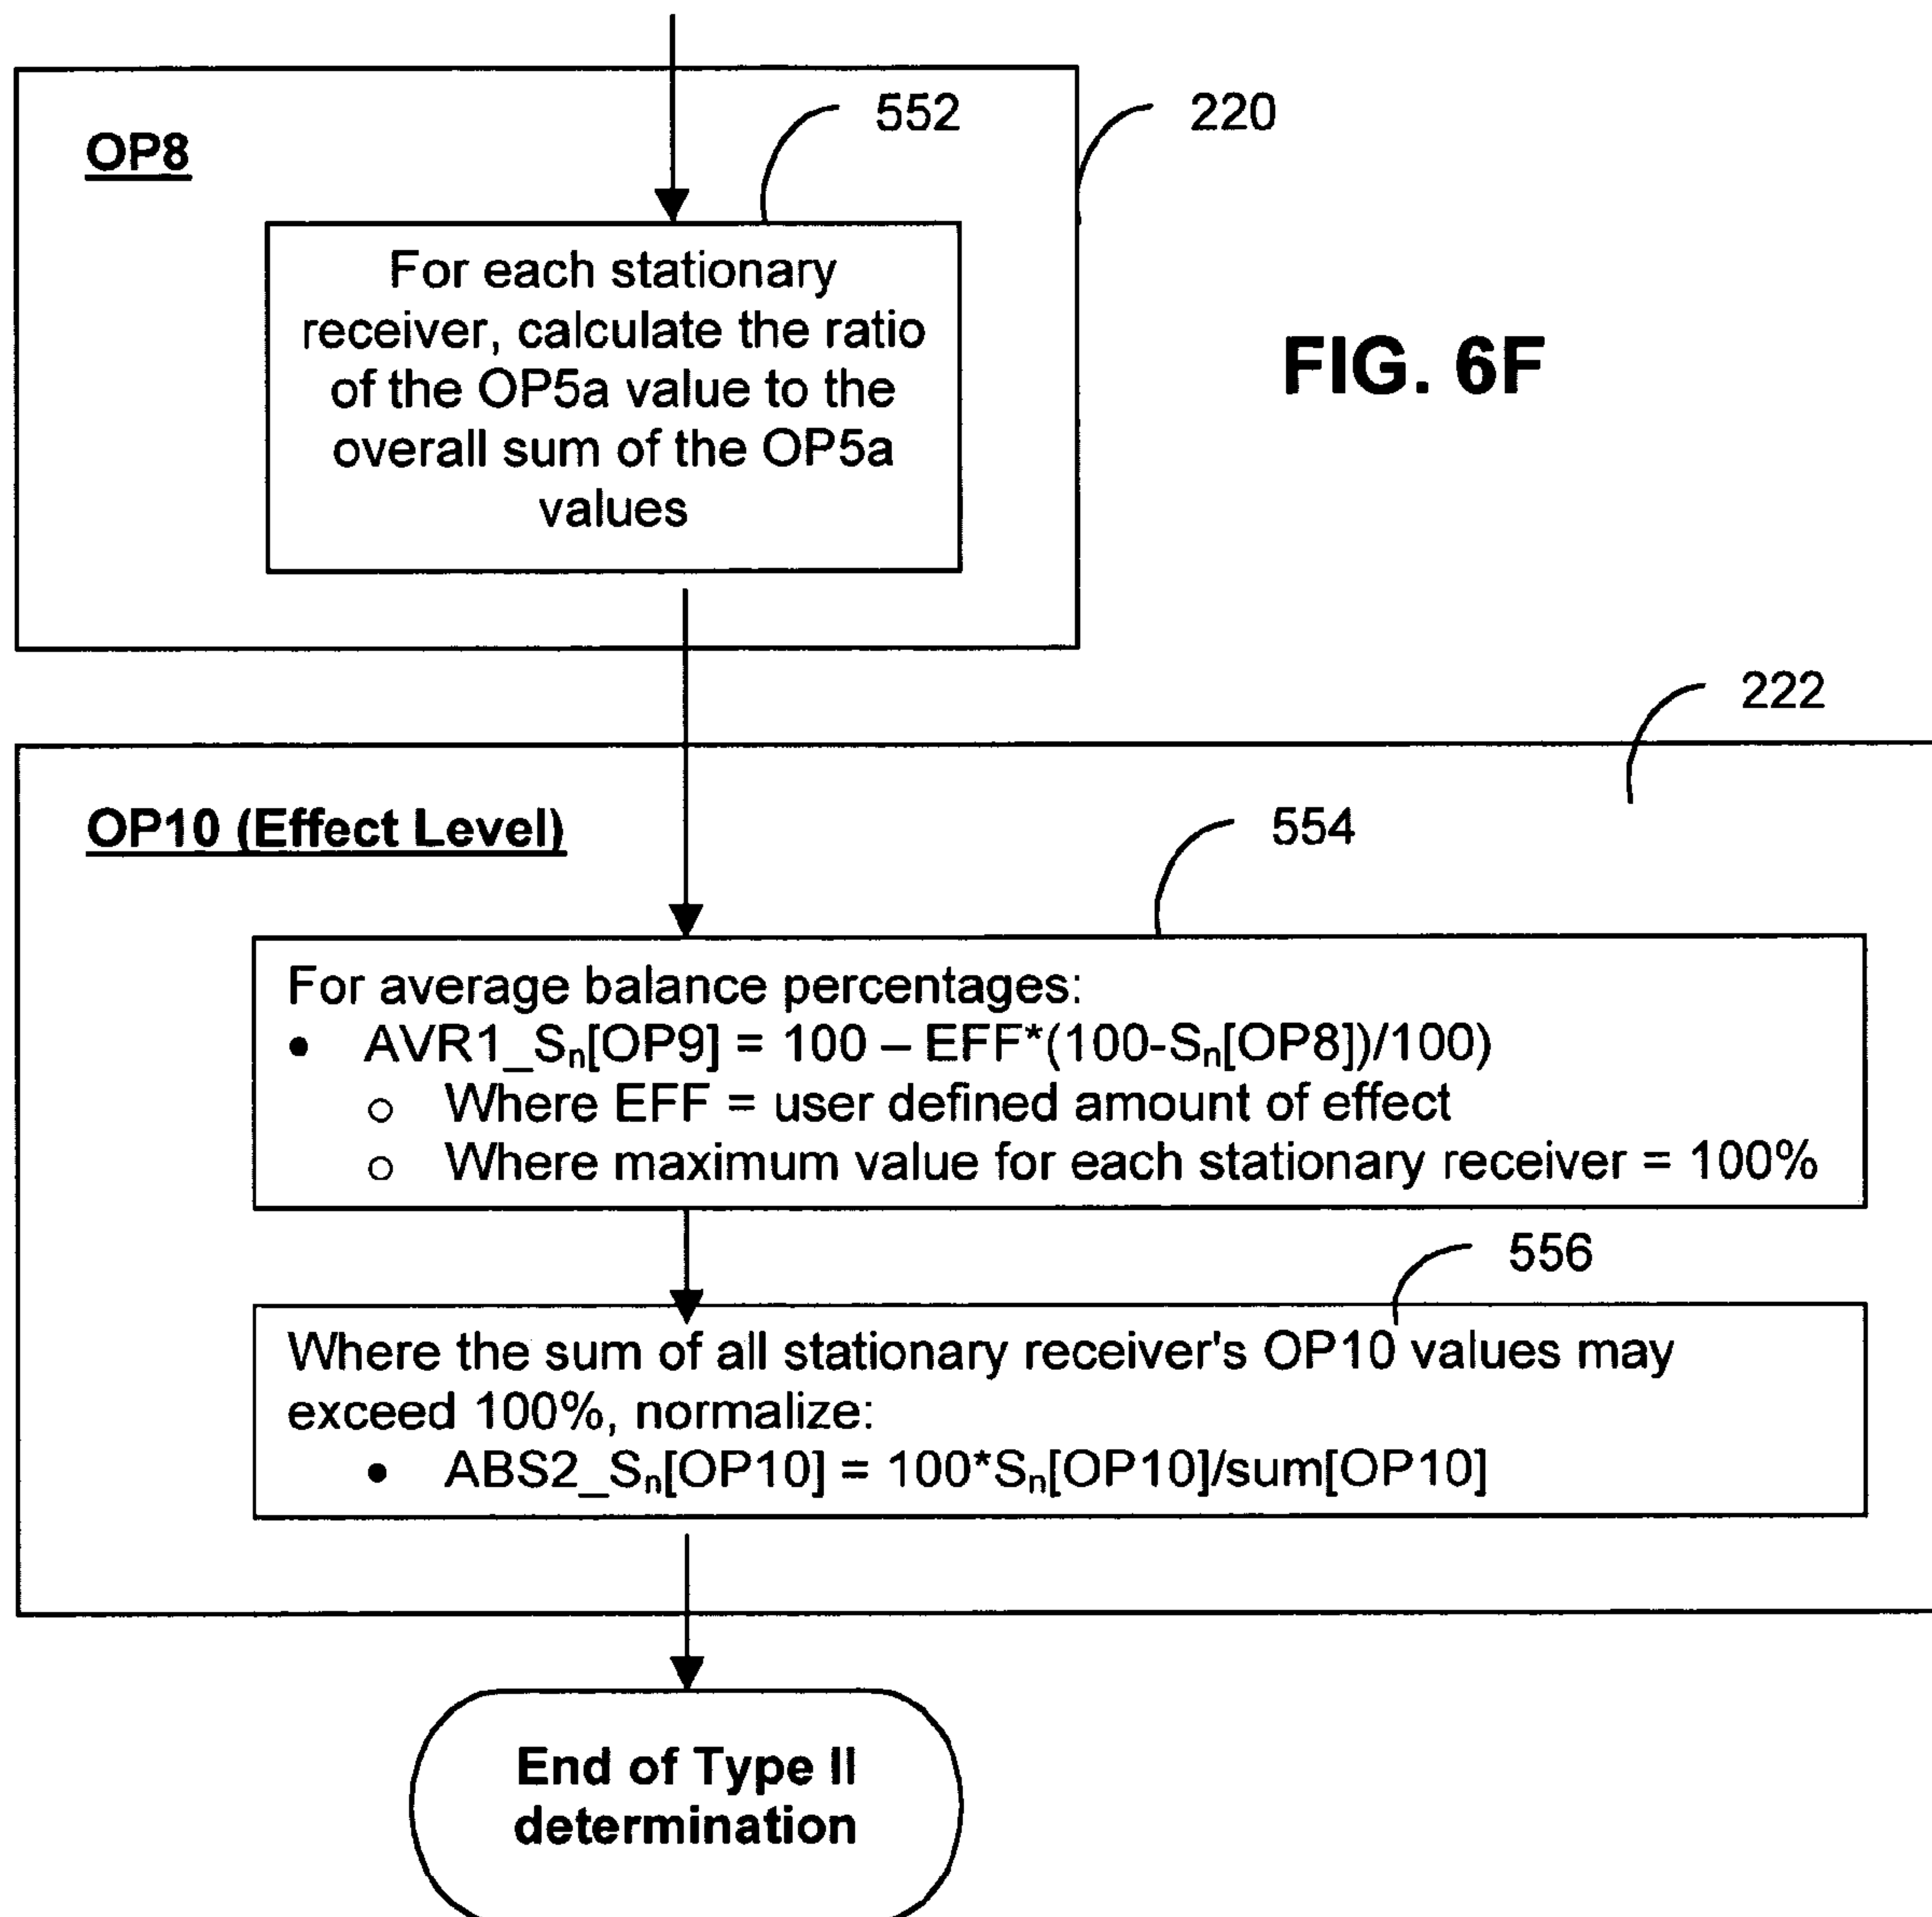 OP8
552
220
For each stationary
receiver, calculate the ratio
of the OP5a value to the
overall sum of the OP5a
values
FIG. 6F
222
OP10 (Effect Level)
554
For average balance percentages:
• AVR1_Sₙ[OP9] = 100 – EFF*(100-Sₙ[OP8])/100)
○ Where EFF = user defined amount of effect
○ Where maximum value for each stationary receiver = 100%
556
Where the sum of all stationary receiver's OP10 values may
exceed 100%, normalize:
• ABS2_Sₙ[OP10] = 100*Sₙ[OP10]/sum[OP10]
End of Type II
determination